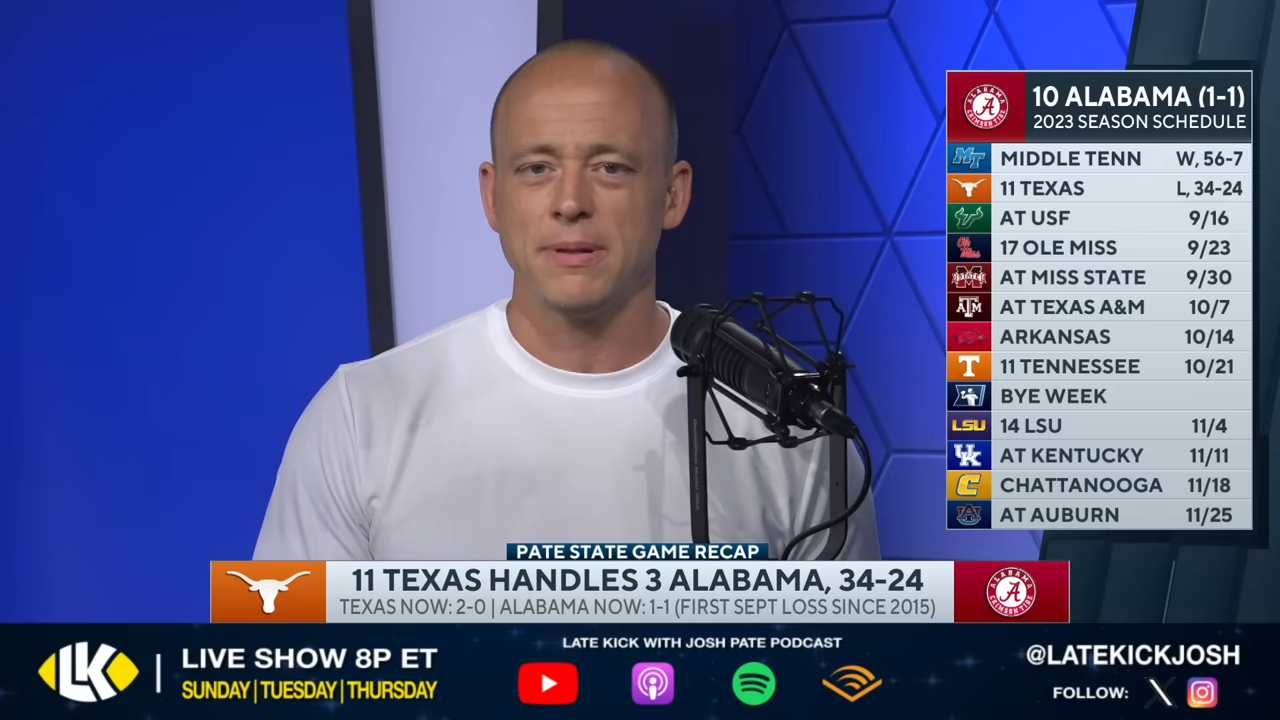 10 ALABAMA (1-1)
2023 SEASON SCHEDULE
MIDDLE TENN W, 56-7
11 TEXAS L, 34-24
AT USF 9/16
17 OLE MISS 9/23
AT MISS STATE 9/30
AT TEXAS A&M 10/7
ARKANSAS 10/14
11 TENNESSEE 10/21
BYE WEEK
14 LSU 11/4
AT KENTUCKY 11/11
CHATTANOOGA 11/18
AT AUBURN 11/25
PATE STATE GAME RECAP
11 TEXAS HANDLES 3 ALABAMA, 34-24
TEXAS NOW: 2-0 | ALABAMA NOW: 1-1 (FIRST SEPT LOSS SINCE 2015)
LK
LIVE SHOW 8P ET
SUNDAY | TUESDAY | THURSDAY
LATE KICK WITH JOSH PATE PODCAST
@LATEKICKJOSH
FOLLOW: